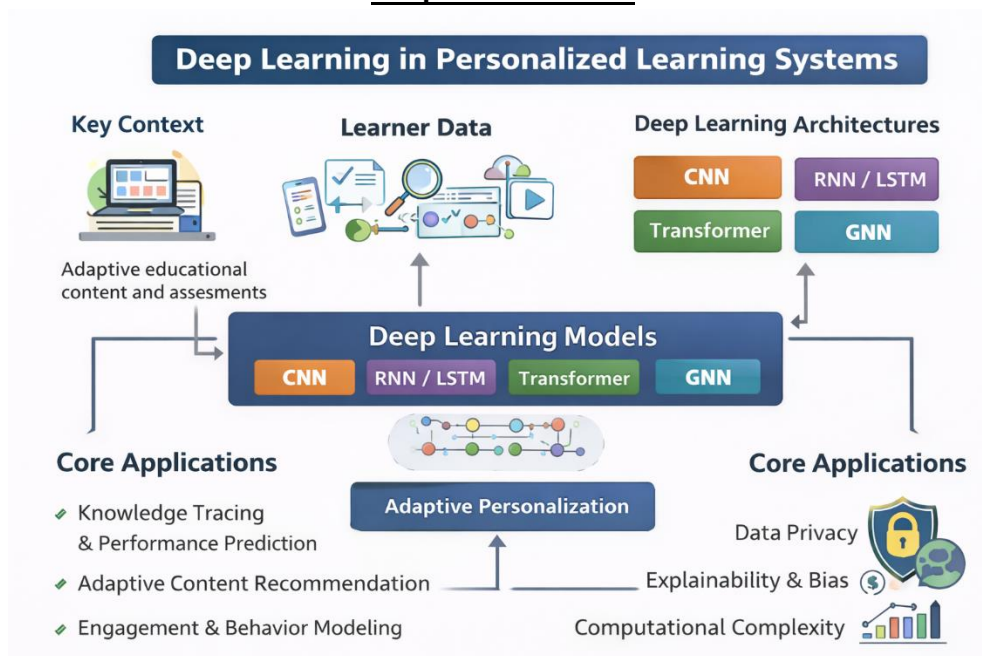 Deep Learning in Personalized Learning Systems
Key Context
Learner Data
Deep Learning Architectures
CNN
RNN / LSTM
Transformer
GNN
Adaptive educational
content and assesments
Deep Learning Models
CNN
RNN / LSTM
Transformer
GNN
Core Applications
Knowledge Tracing
& Performance Prediction
Adaptive Content Recommendation
Engagement & Behavior Modeling
Adaptive Personalization
Core Applications
Data Privacy
Explainability & Bias
$
Computational Complexity